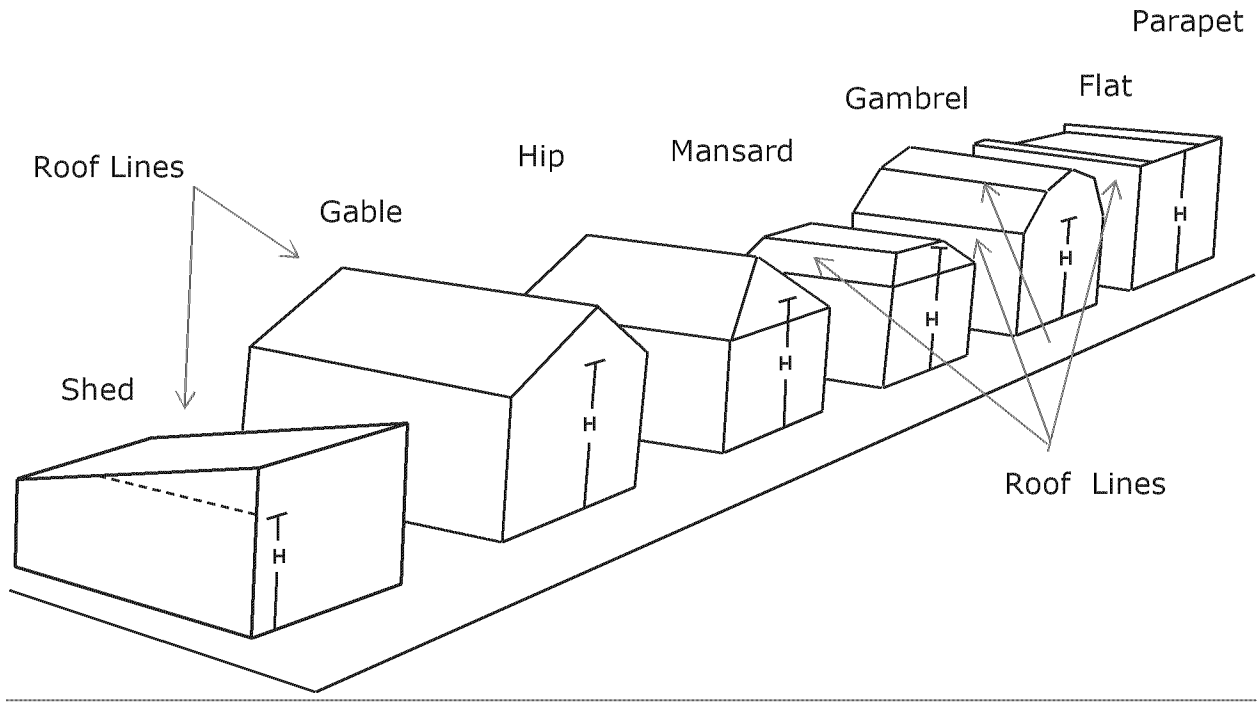 Parapet
Flat
Gambrel
Mansard
Hip
Roof Lines
Gable
Shed
H
H
H
H
H
H
Roof Lines